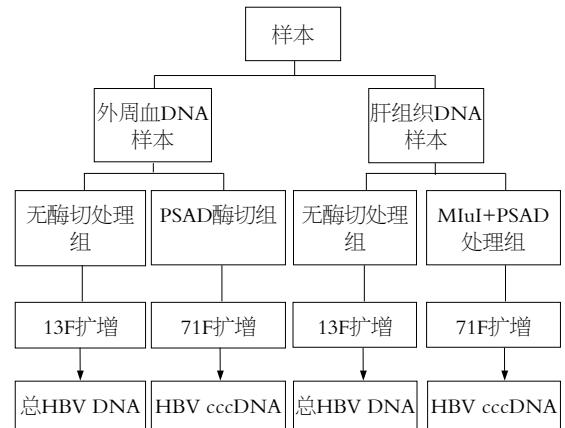 样本
外周血DNA
样本
肝组织DNA
样本
无酶切处理
组
PSAD酶切组
无酶切处理
组
MIuI+PSAD
处理组
13F扩增
71F扩增
13F扩增
71F扩增
总HBV DNA
HBV cccDNA
总HBV DNA
HBV cccDNA